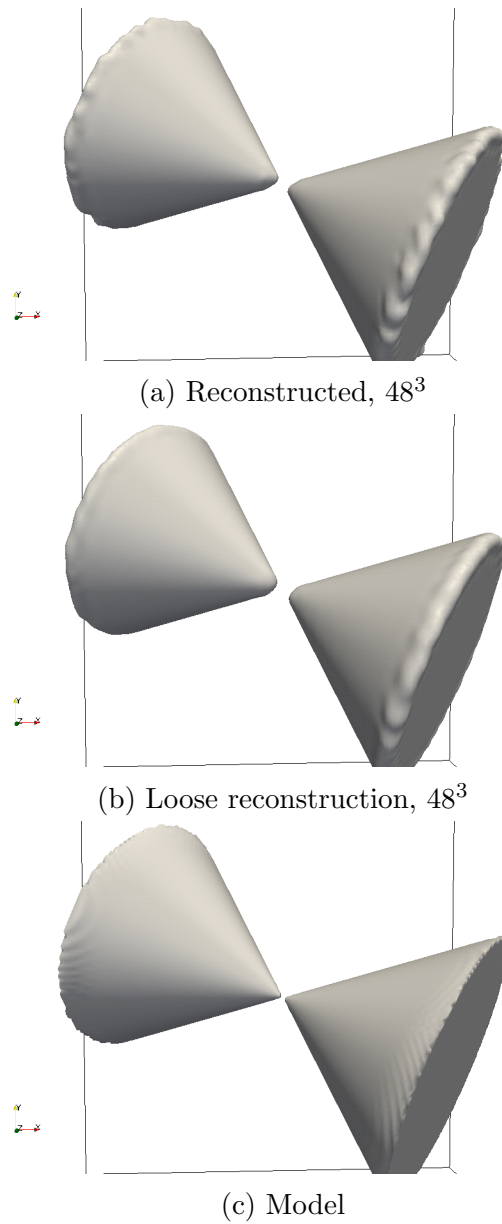 Y
Z X
(a) Reconstructed, 48³
Y
Z X
(b) Loose reconstruction, 48³
Y
Z X
(c) Model